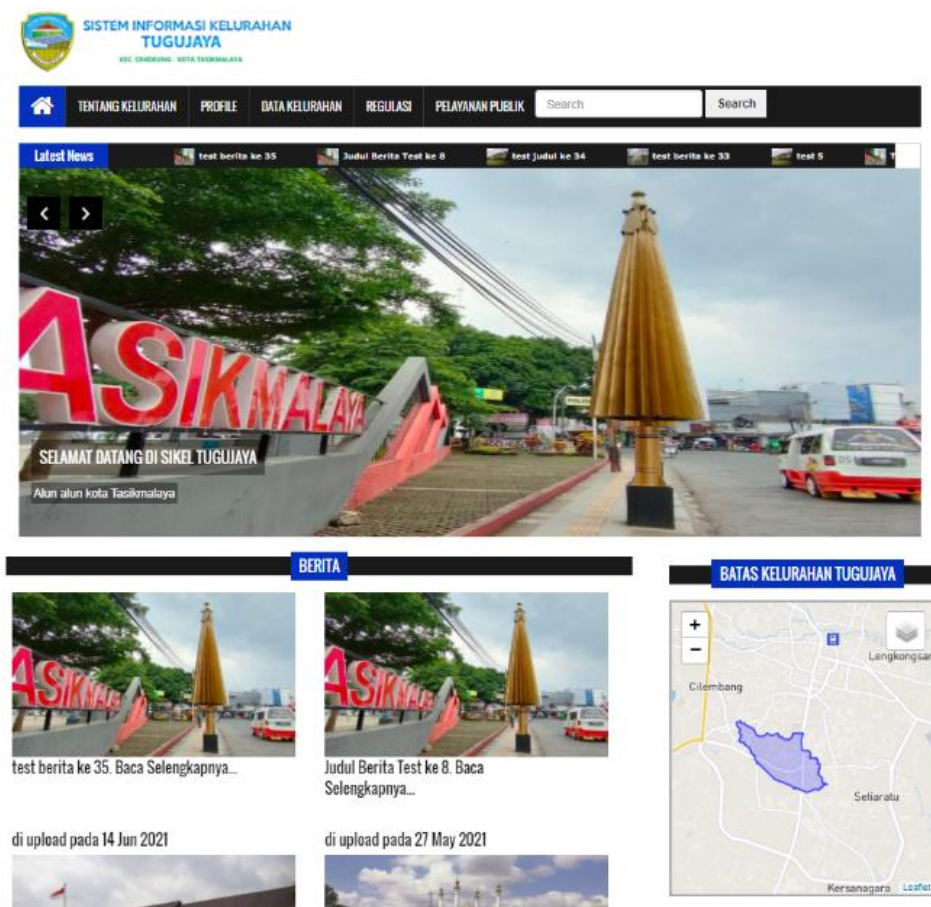 SISTEM INFORMASI KELURAHAN
TUGUJAYA
KEC. CIHIDEUNG - KOTA TASIKMALAYA
TENTANG KELURAHAN PROFILE DATA KELURAHAN REGULASI PELAYANAN PUBLIK Search Search
Latest News test berita ke 35 Judul Berita Test ke 8 test judul ke 34 test berita ke 33 test 5 T
ASIKMALAYA
SELAMAT DATANG DI SIKEL TUGUJAYA
Alun alun kota Tasikmalaya
BERITA
test berita ke 35. Baca Selengkapnya...
di upload pada 14 Jun 2021
Judul Berita Test ke 8. Baca
Selengkapnya...
di upload pada 27 May 2021
BATAS KELURAHAN TUGUJAYA
+
−
Lengkongsar
Cilembang
Setiaratu
Kersanagara Leaflet